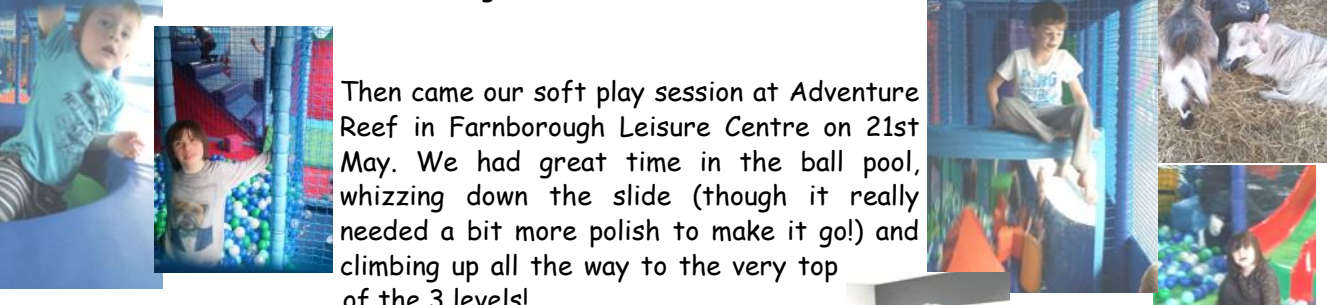 Then came our soft play session at Adventure
Reef in Farnborough Leisure Centre on 21st
May. We had great time in the ball pool,
whizzing down the slide (though it really
needed a bit more polish to make it go!) and
climbing up all the way to the very top
of the 3 levels!